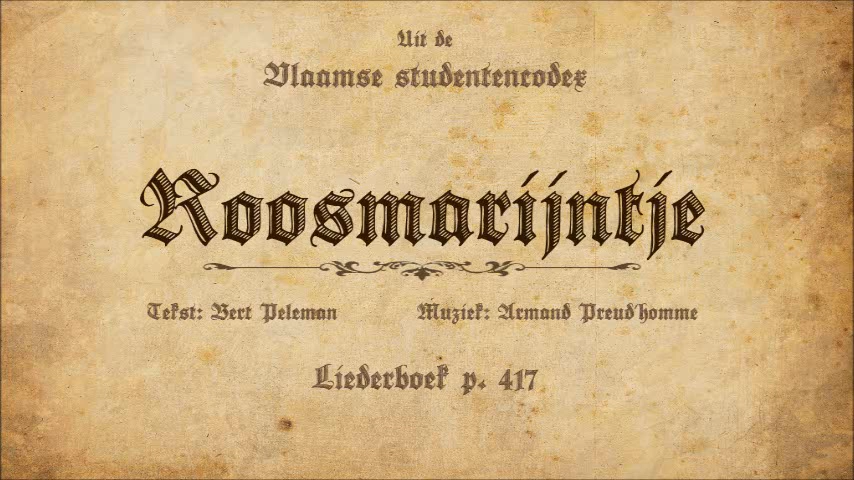 Uit de
Vlaamse studentencodex
Roosmarijntje
Tekst: Bert Peleman Muziek: Armand Preud'homme
Liederboek p. 417